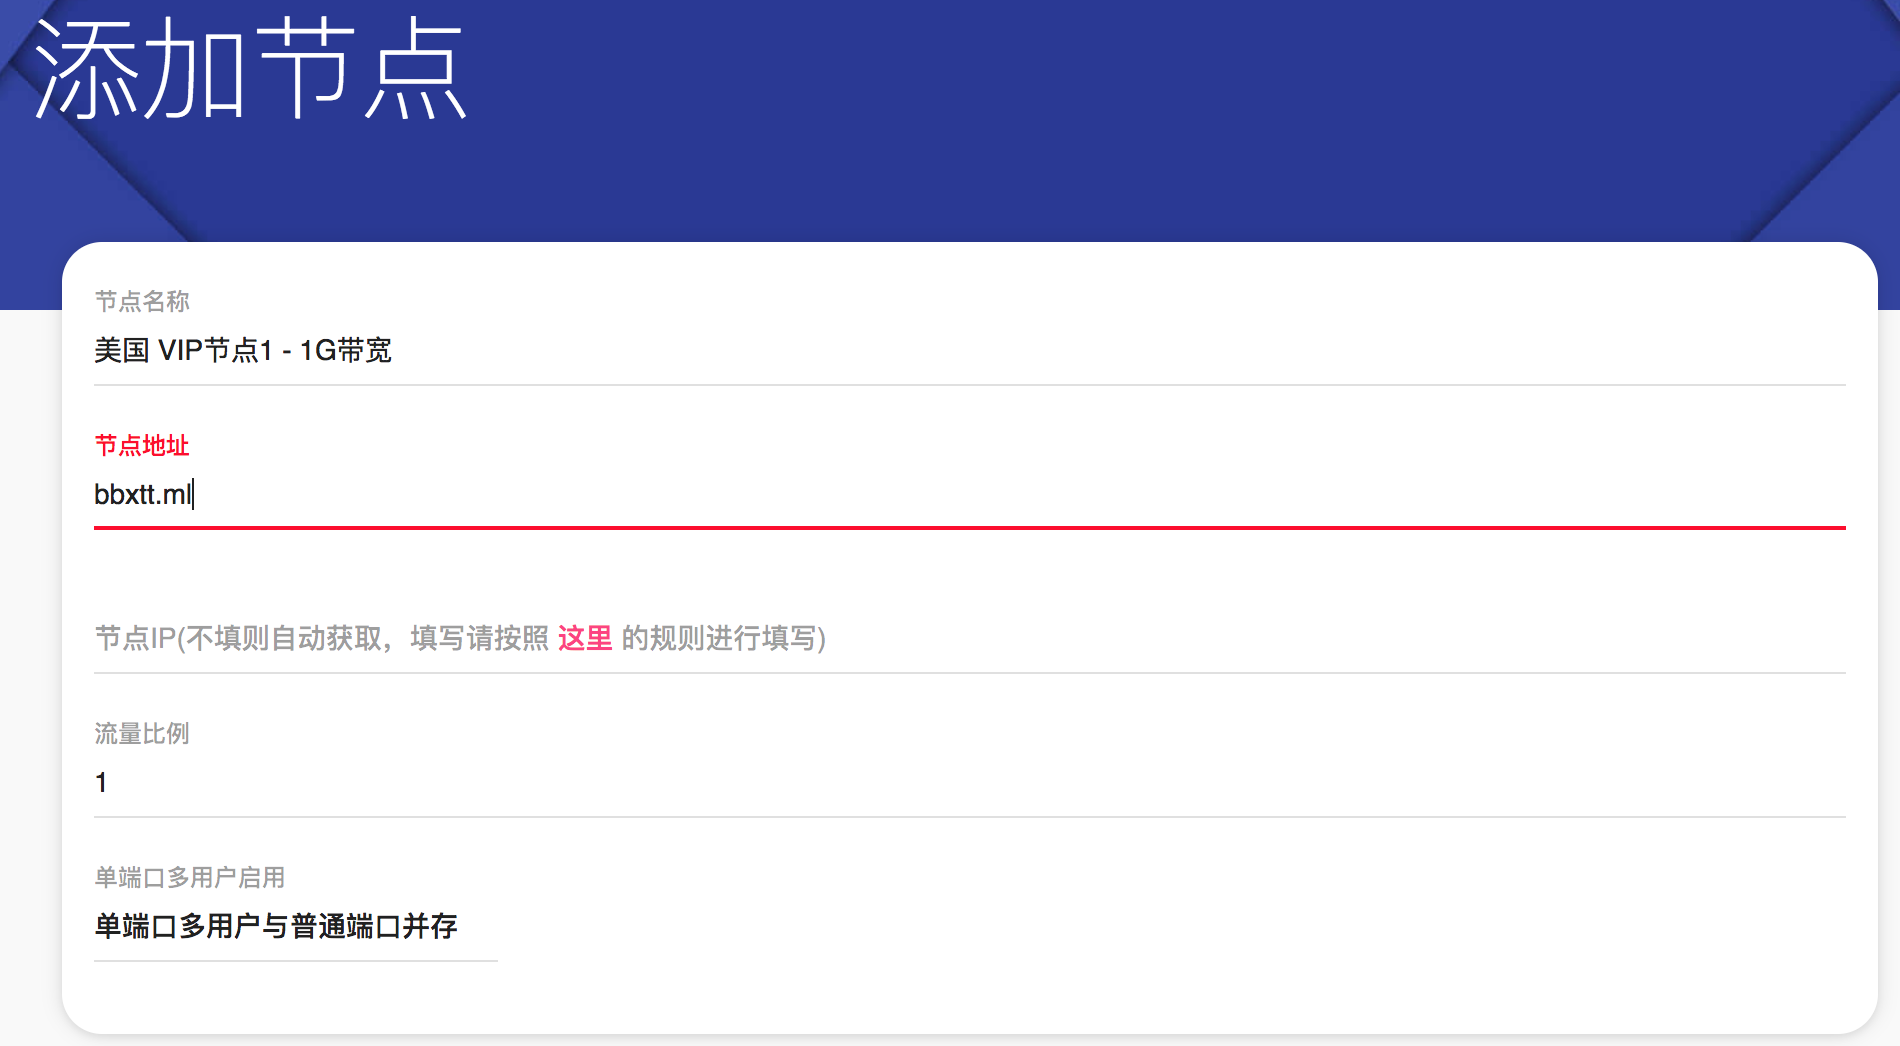 添加节点
节点名称
美国 VIP节点1 - 1G带宽
节点地址
bbxtt.ml
节点IP(不填则自动获取，填写请按照 这里 的规则进行填写)
流量比例
1
单端口多用户启用
单端口多用户与普通端口并存